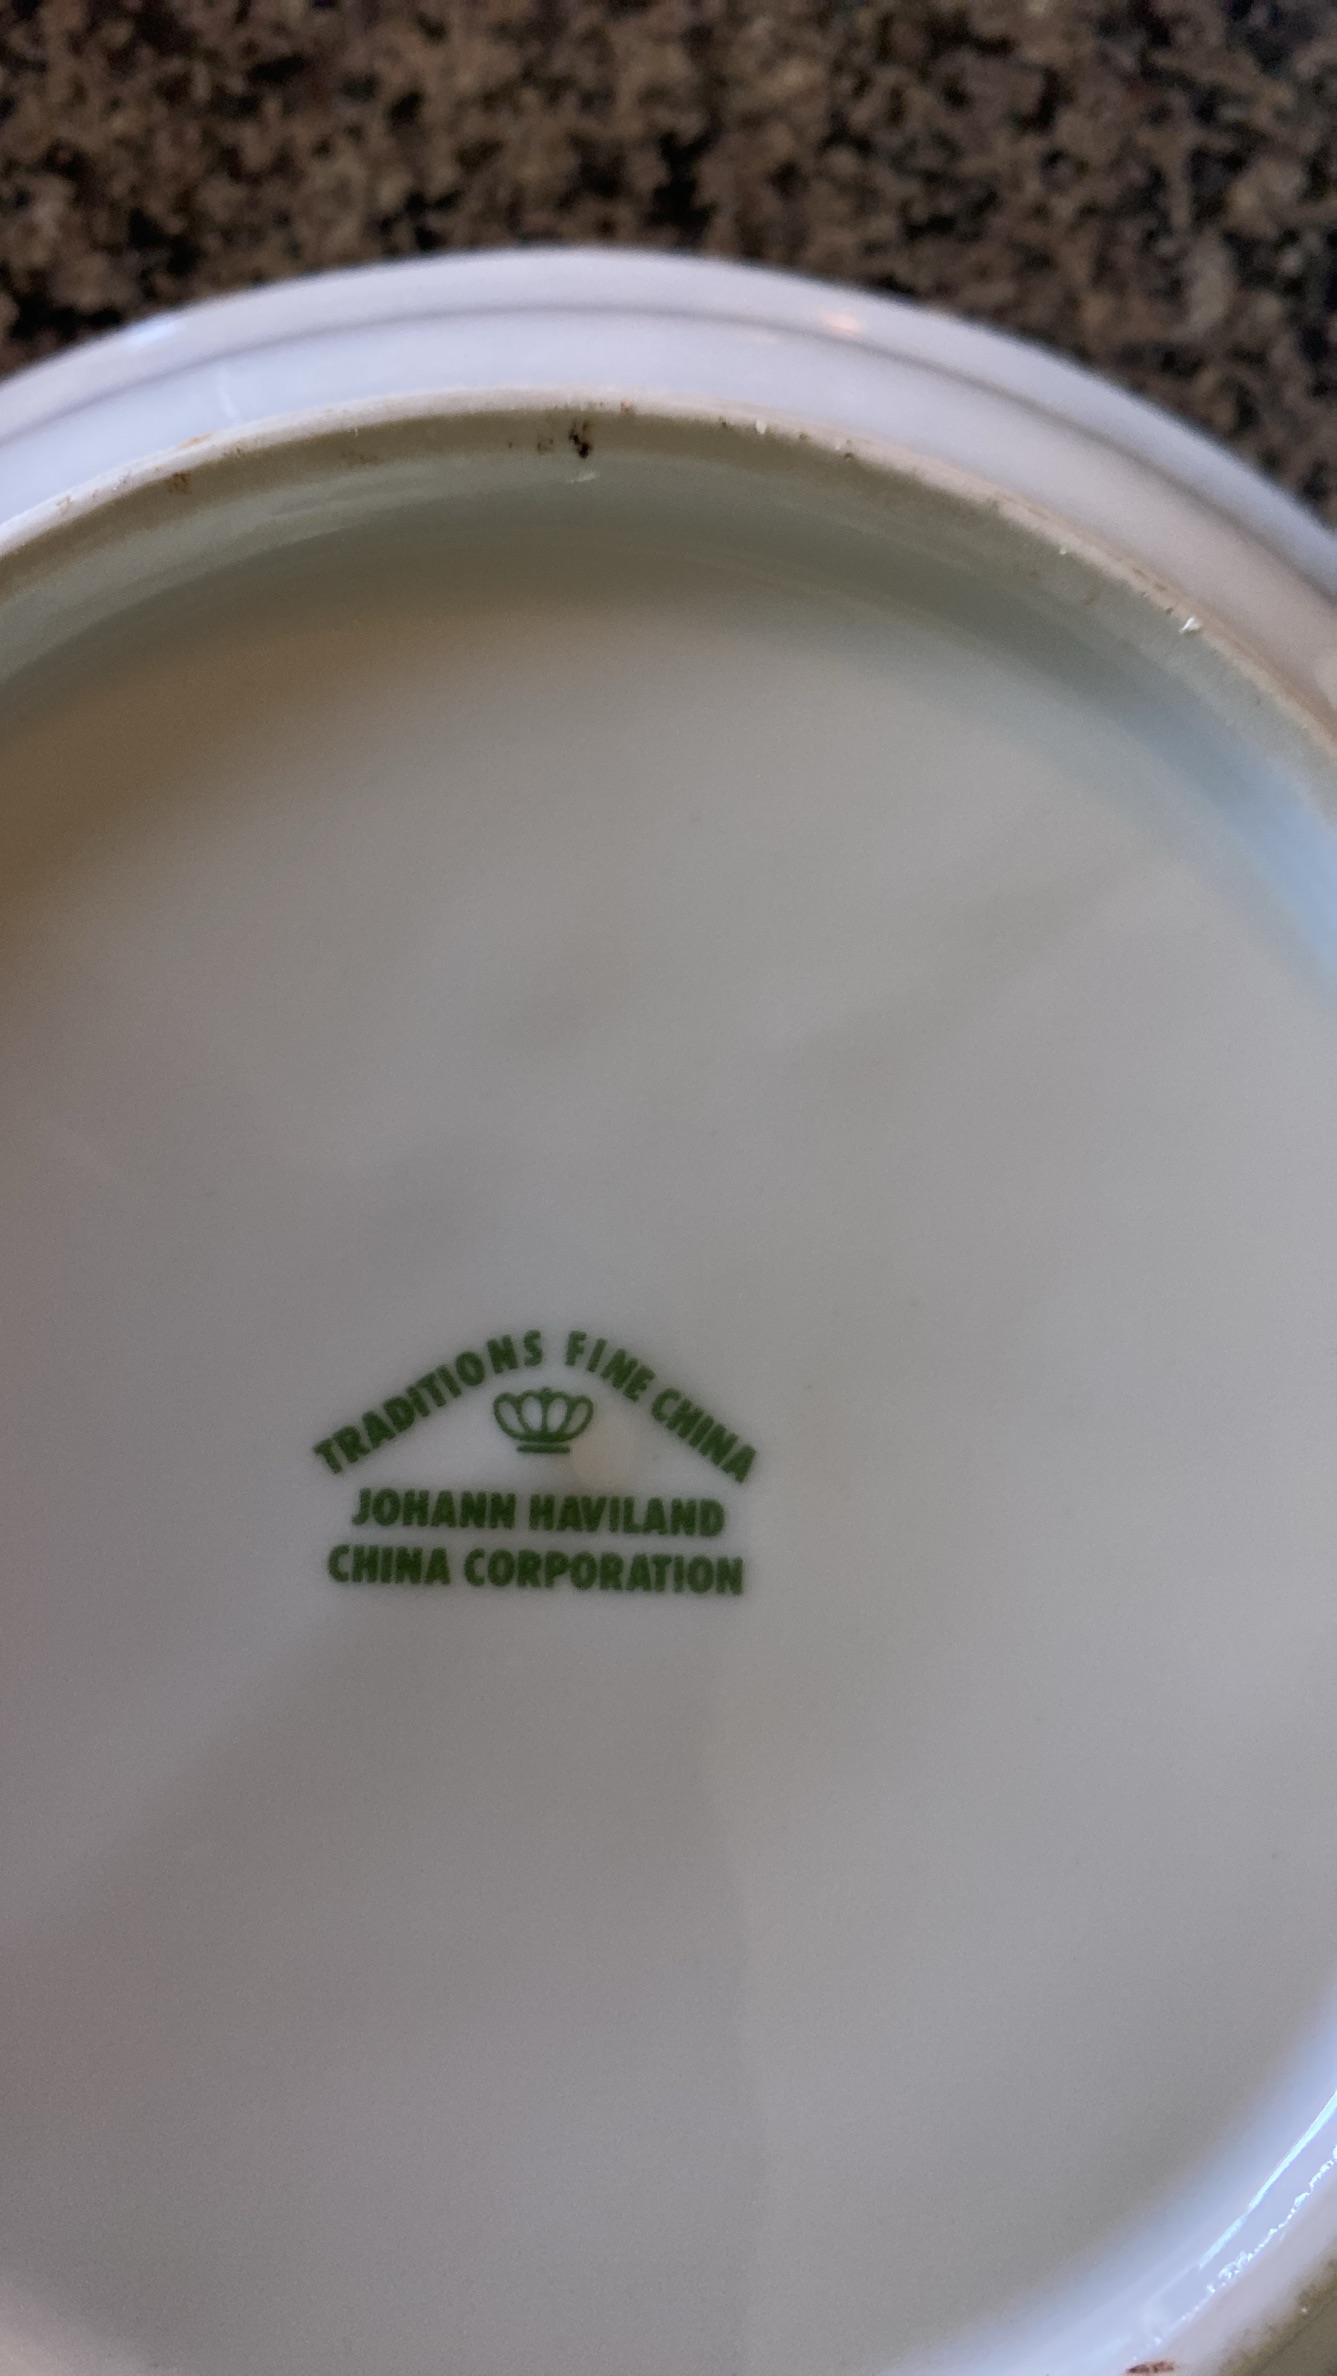 TRADITIONS FINE CHINA
JOHANN HAVILAND
CHINA CORPORATION